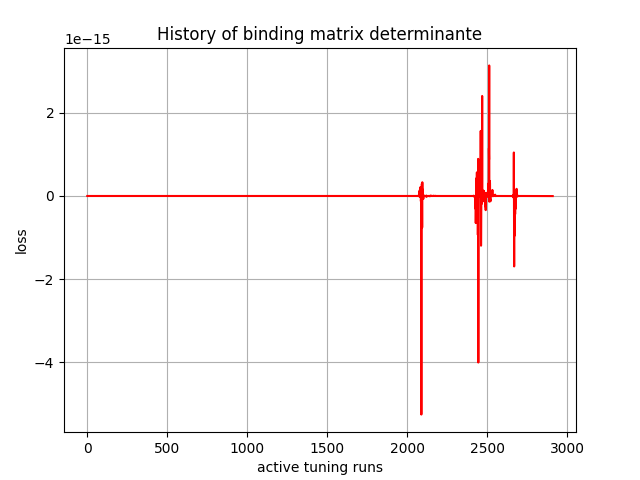 History of binding matrix determinante
1e−15
2
0
−2
−4
loss
0 500 1000 1500 2000 2500 3000
active tuning runs